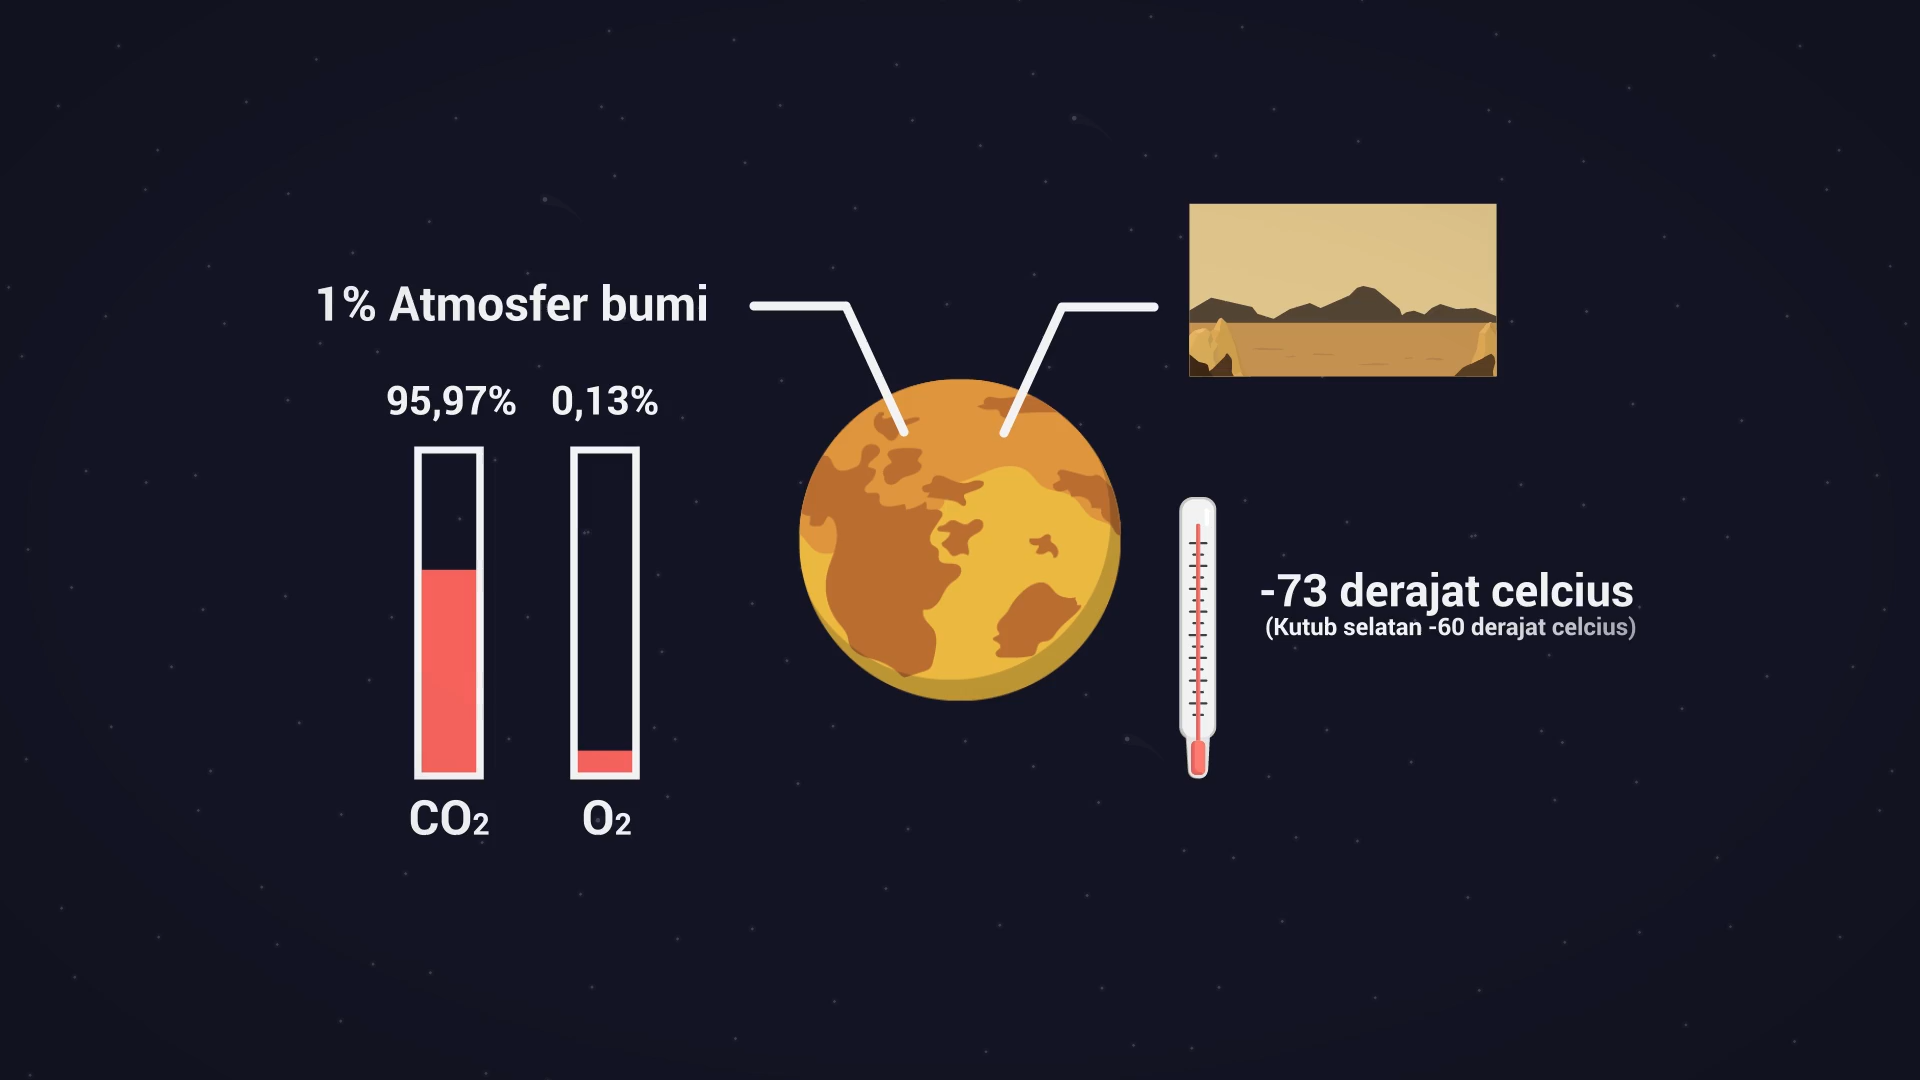 1% Atmosfer bumi
95,97% 0,13%
CO₂ O₂
-73 derajat celcius
(Kutub selatan -60 derajat celcius)